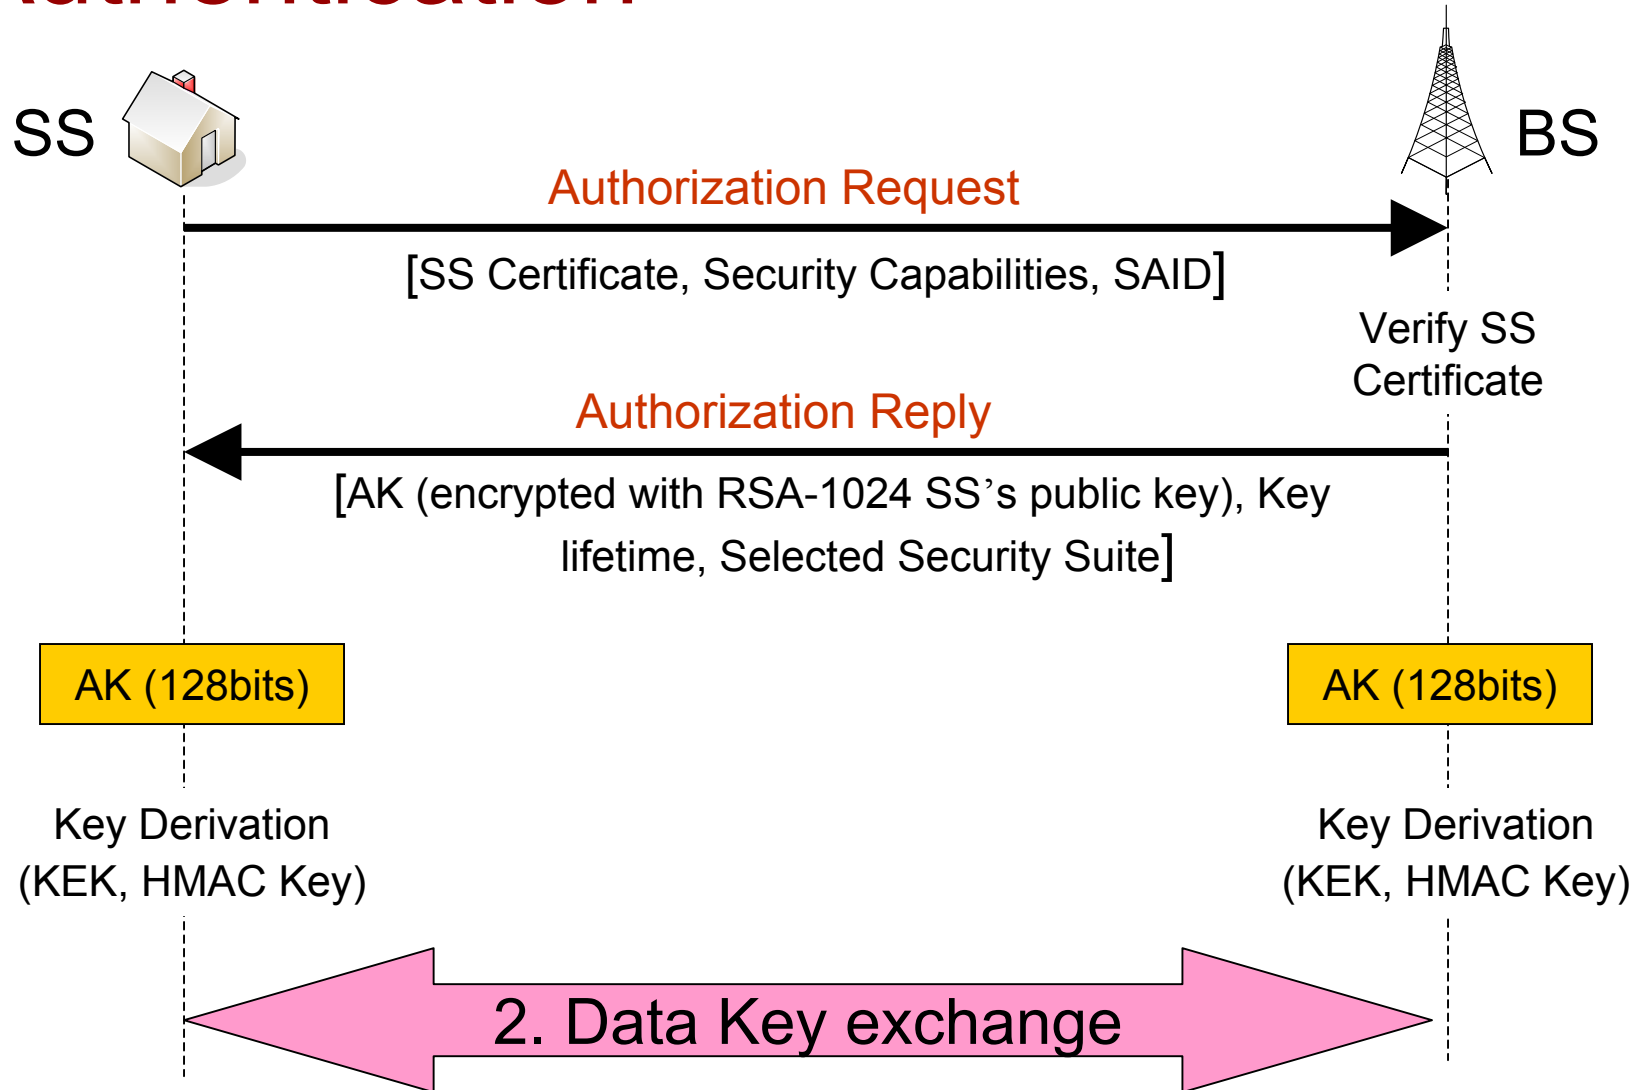 Authentication
SS
BS
Authorization Request
[SS Certificate, Security Capabilities, SAID]
Verify SS
Certificate
Authorization Reply
[AK (encrypted with RSA-1024 SS’s public key), Key
lifetime, Selected Security Suite]
AK (128bits)
AK (128bits)
Key Derivation
(KEK, HMAC Key)
Key Derivation
(KEK, HMAC Key)
2. Data Key exchange